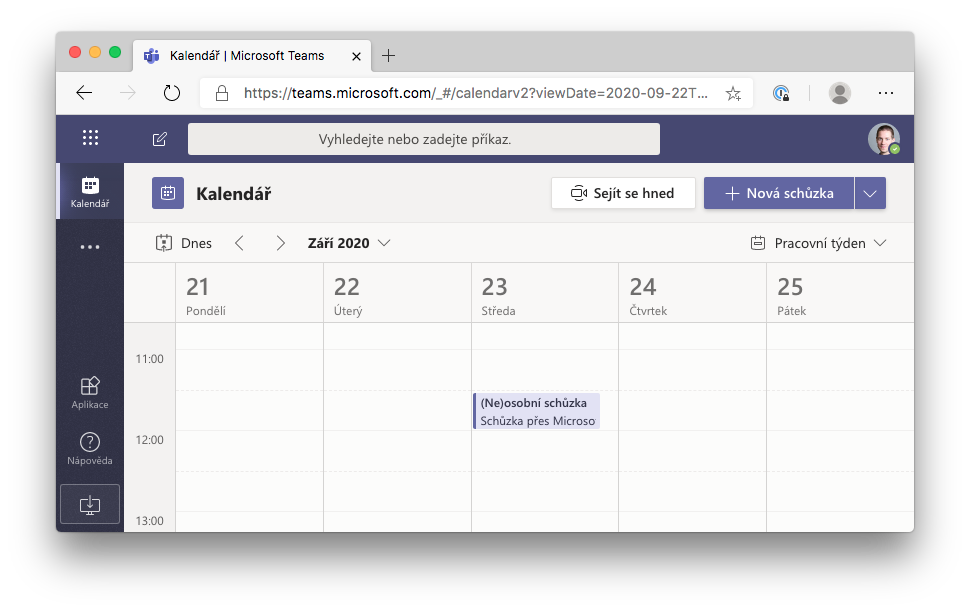 Kalendář | Microsoft Teams
https://teams.microsoft.com/_#/calendarv2?viewDate=2020-09-22T...
Vyhledejte nebo zadejte příkaz.
Kalendář
Kalendář
Sejít se hned
Nová schůzka
Dnes
Září 2020
Pracovní týden
21
22
23
24
25
Pondělí
Úterý
Středa
Čtvrtek
Pátek
11:00
(Ne)osobní schůzka
Schůzka přes Microso
12:00
13:00
Aplikace
Nápověda